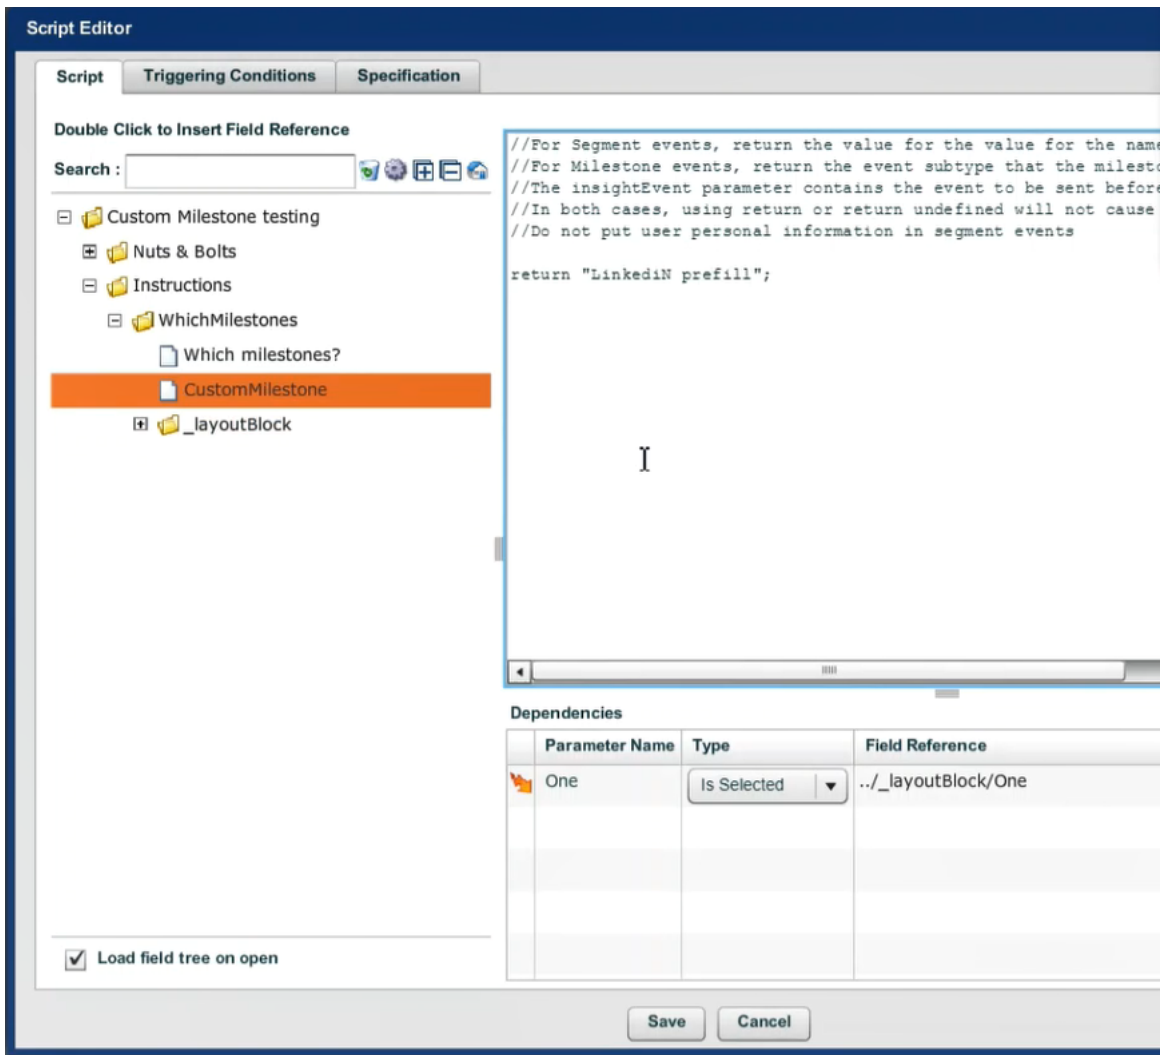 Script Editor
Script
Triggering Conditions
Specification
Double Click to Insert Field Reference
Search :
Custom Milestone testing
Nuts & Bolts
Instructions
WhichMilestones
Which milestones?
CustomMilestone
_layoutBlock
Load field tree on open
//For Segment events, return the value for the value for the name
//For Milestone events, return the event subtype that the milesto
//The insightEvent parameter contains the event to be sent before
//In both cases, using return or return undefined will not cause
//Do not put user personal information in segment events
return "LinkediN prefill";
Dependencies
Parameter Name Type Field Reference
One Is Selected ../_layoutBlock/One
Save Cancel